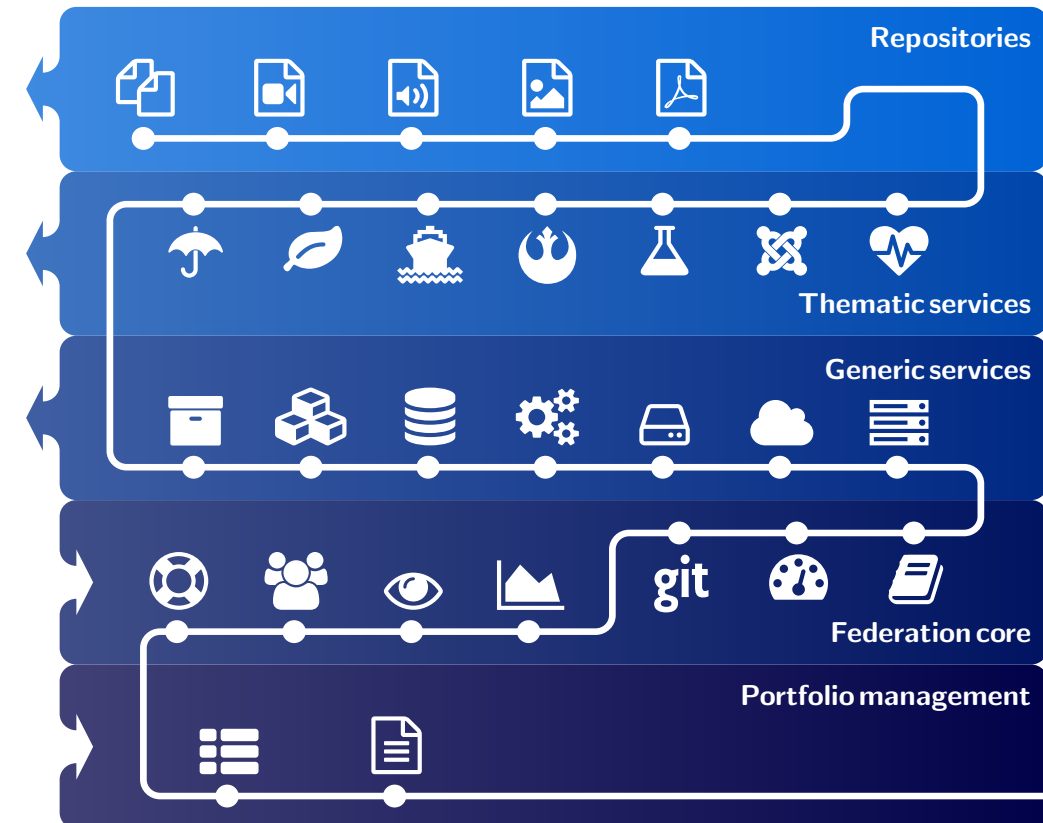 Repositories
Thematic services
Generic services
git
Federation core
Portfolio management